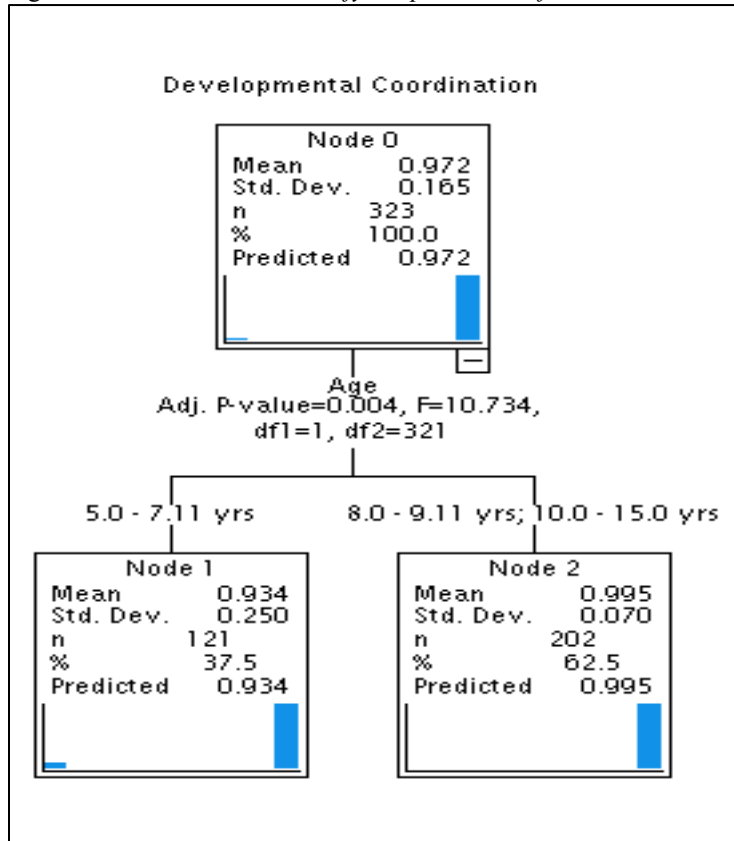 Developmental Coordination
Node 0
Mean 0.972
Std. Dev. 0.165
n 323
% 100.0
Predicted 0.972
Age
Adj. P-value=0.004, F=10.734,
df1=1, df2=321
5.0 - 7.11 yrs
8.0 - 9.11 yrs; 10.0 - 15.0 yrs
Node 1
Mean 0.934
Std. Dev. 0.250
n 121
% 37.5
Predicted 0.934
Node 2
Mean 0.995
Std. Dev. 0.070
n 202
% 62.5
Predicted 0.995